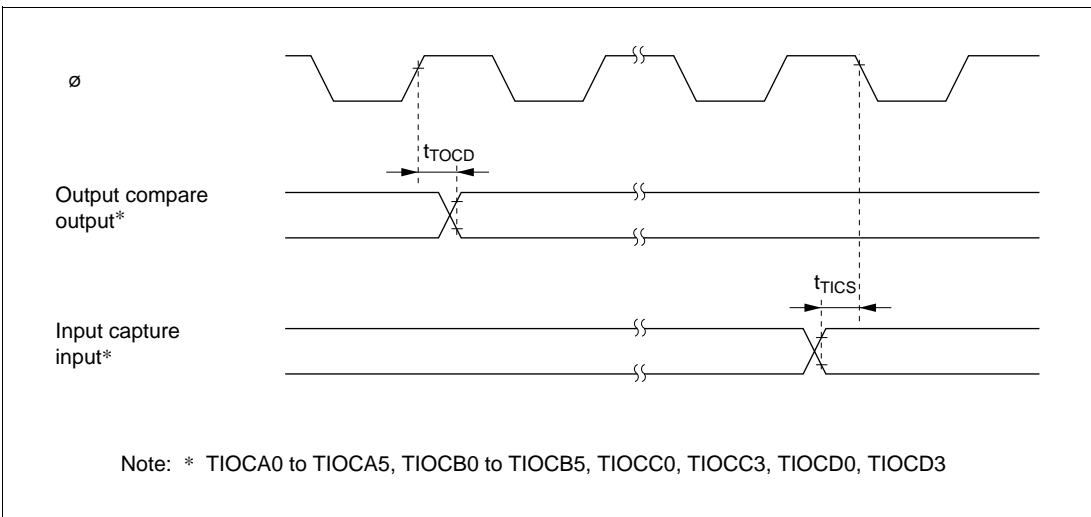 ø
tTOCD
Output compare
output*
tTICS
Input capture
input*
Note: * TIOCA0 to TIOCA5, TIOCB0 to TIOCB5, TIOCC0, TIOCC3, TIOCD0, TIOCD3